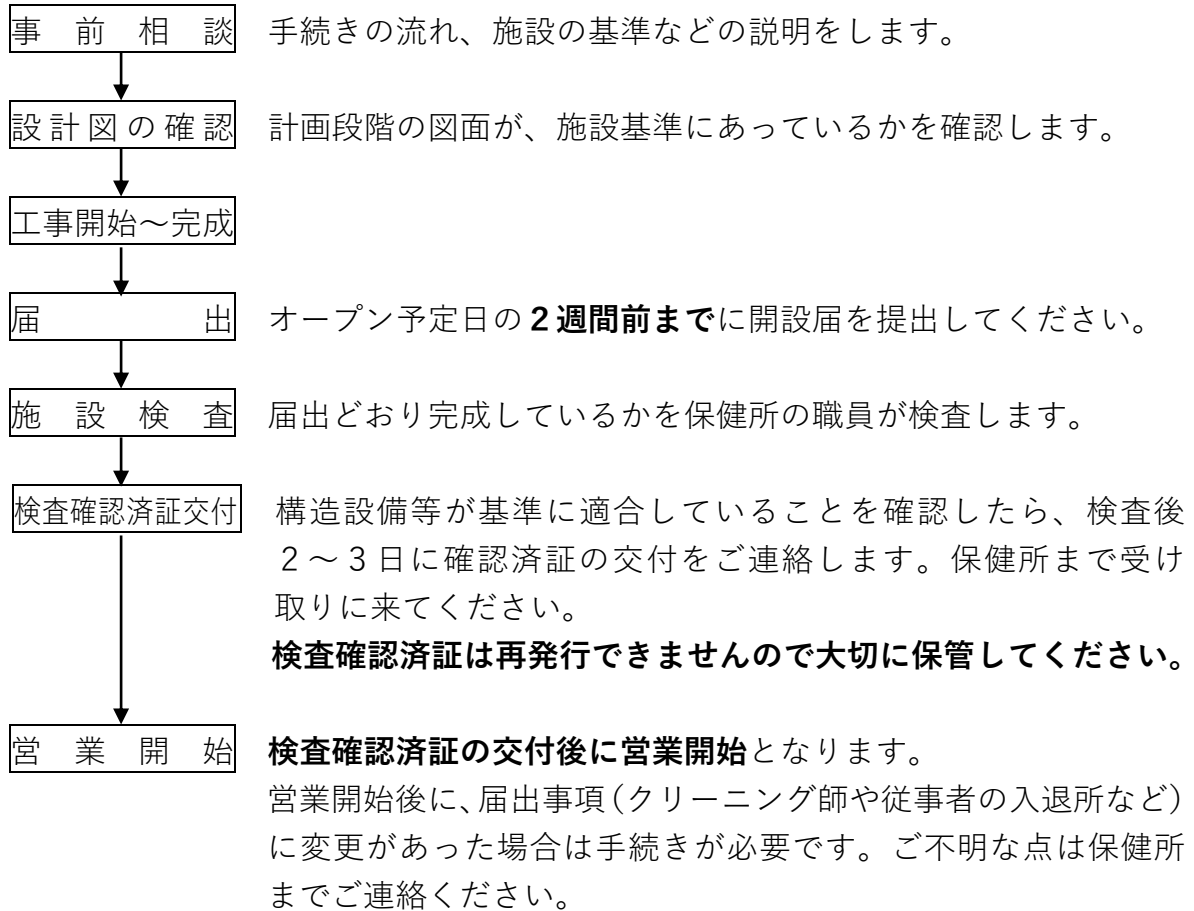 事前相談 手続きの流れ、施設の基準などの説明をします。
設計図の確認 計画段階の図面が、施設基準にあっているかを確認します。
工事開始～完成
届出 オープン予定日の２週間前までに開設届を提出してください。
施設検査 届出どおり完成しているかを保健所の職員が検査します。
検査確認済証交付 構造設備等が基準に適合していることを確認したら、検査後
２～３日に確認済証の交付をご連絡します。保健所まで受け
取りに来てください。
検査確認済証は再発行できませんので大切に保管してください。
営業開始 検査確認済証の交付後に営業開始となります。
営業開始後に、届出事項（クリーニング師や従事者の入退所など）
に変更があった場合は手続きが必要です。ご不明な点は保健所
までご連絡ください。